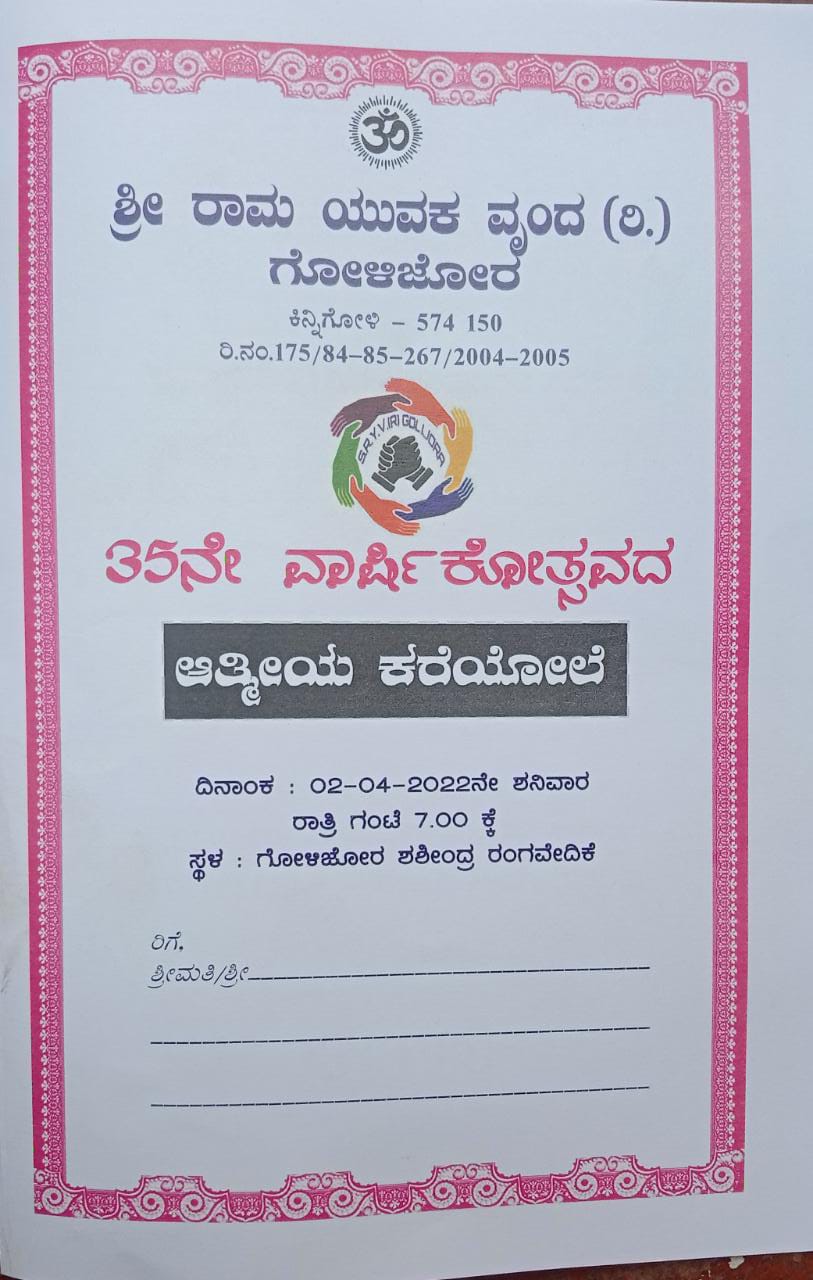 ॐ
ಶ್ರೀ ರಾಮ ಯುವಕ ವೃಂದ (ರಿ.)
ಗೋಳಿಜೋರ
ಕಿನ್ನಿಗೋಳಿ – 574 150
ರಿ.ನಂ.175/84–85–267/2004–2005
S.R.Y.V.(R) GOLIJORA
35ನೇ ವಾರ್ಷಿಕೋತ್ಸವದ
ಆತ್ಮೀಯ ಕರೆಯೋಲೆ
ದಿನಾಂಕ : 02-04-2022ನೇ ಶನಿವಾರ
ರಾತ್ರಿ ಗಂಟೆ 7.00 ಕ್ಕೆ
ಸ್ಥಳ : ಗೋಳಿಜೋರ ಶಶೀಂದ್ರ ರಂಗವೇದಿಕೆ
ರಿಗೆ.
ಶ್ರೀಮತಿ/ಶ್ರೀ